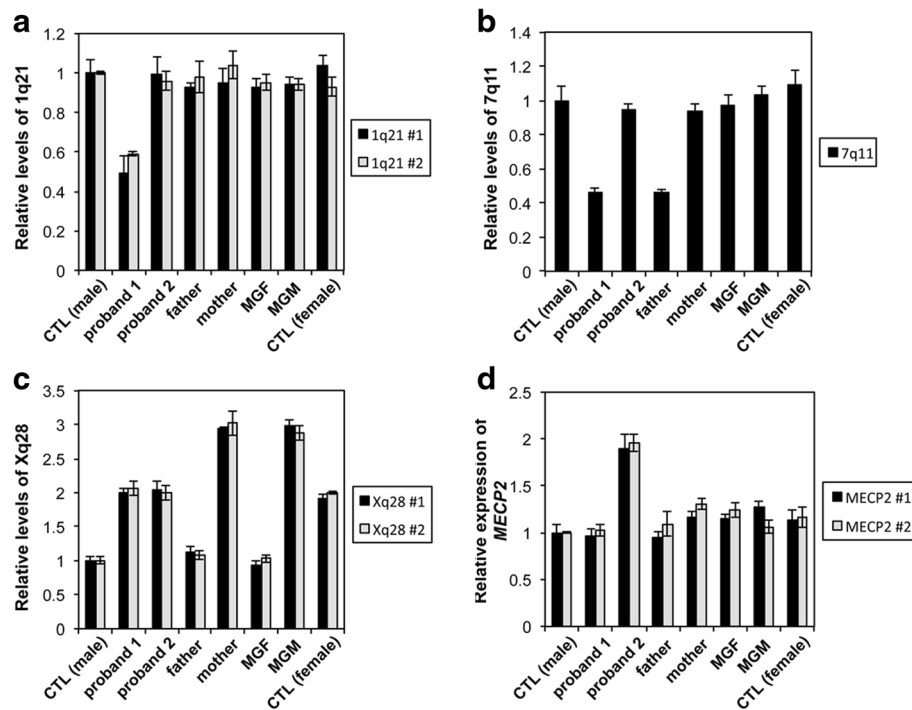 a
Relative levels of 1q21
1.2
1
0.8
0.6
0.4
0.2
0
CTL (male)
proband 1
proband 2
father
mother
MGF
MGM
CTL (female)
1q21 #1
1q21 #2
b
Relative levels of 7q11
1.4
1.2
1
0.8
0.6
0.4
0.2
0
CTL (male)
proband 1
proband 2
father
mother
MGF
MGM
CTL (female)
7q11
c
Relative levels of Xq28
3.5
3
2.5
2
1.5
1
0.5
0
CTL (male)
proband 1
proband 2
father
mother
MGF
MGM
CTL (female)
Xq28 #1
Xq28 #2
d
Relative expression of
MECP2
2.5
2
1.5
1
0.5
0
CTL (male)
proband 1
proband 2
father
mother
MGF
MGM
CTL (female)
MECP2 #1
MECP2 #2